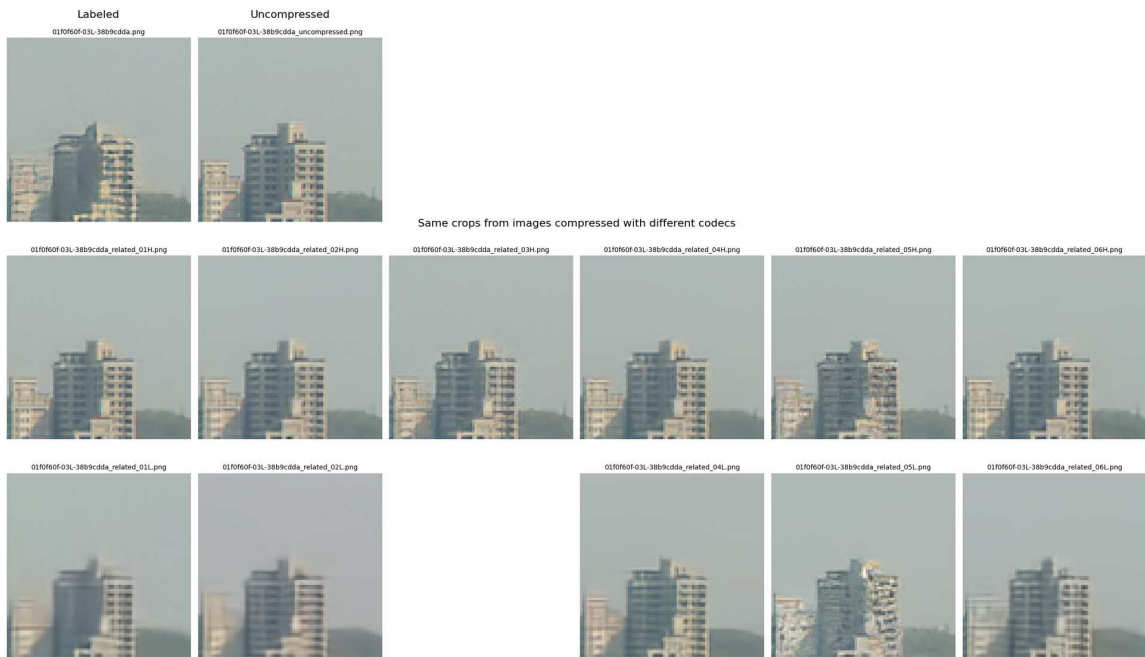 Labeled
Uncompressed
01f0f60f-03L-38b9cdda.png
01f0f60f-03L-38b9cdda_uncompressed.png
Same crops from images compressed with different codecs
01f0f60f-03L-38b9cdda_related_01H.png
01f0f60f-03L-38b9cdda_related_02H.png
01f0f60f-03L-38b9cdda_related_03H.png
01f0f60f-03L-38b9cdda_related_04H.png
01f0f60f-03L-38b9cdda_related_05H.png
01f0f60f-03L-38b9cdda_related_06H.png
01f0f60f-03L-38b9cdda_related_01L.png
01f0f60f-03L-38b9cdda_related_02L.png
01f0f60f-03L-38b9cdda_related_04L.png
01f0f60f-03L-38b9cdda_related_05L.png
01f0f60f-03L-38b9cdda_related_06L.png